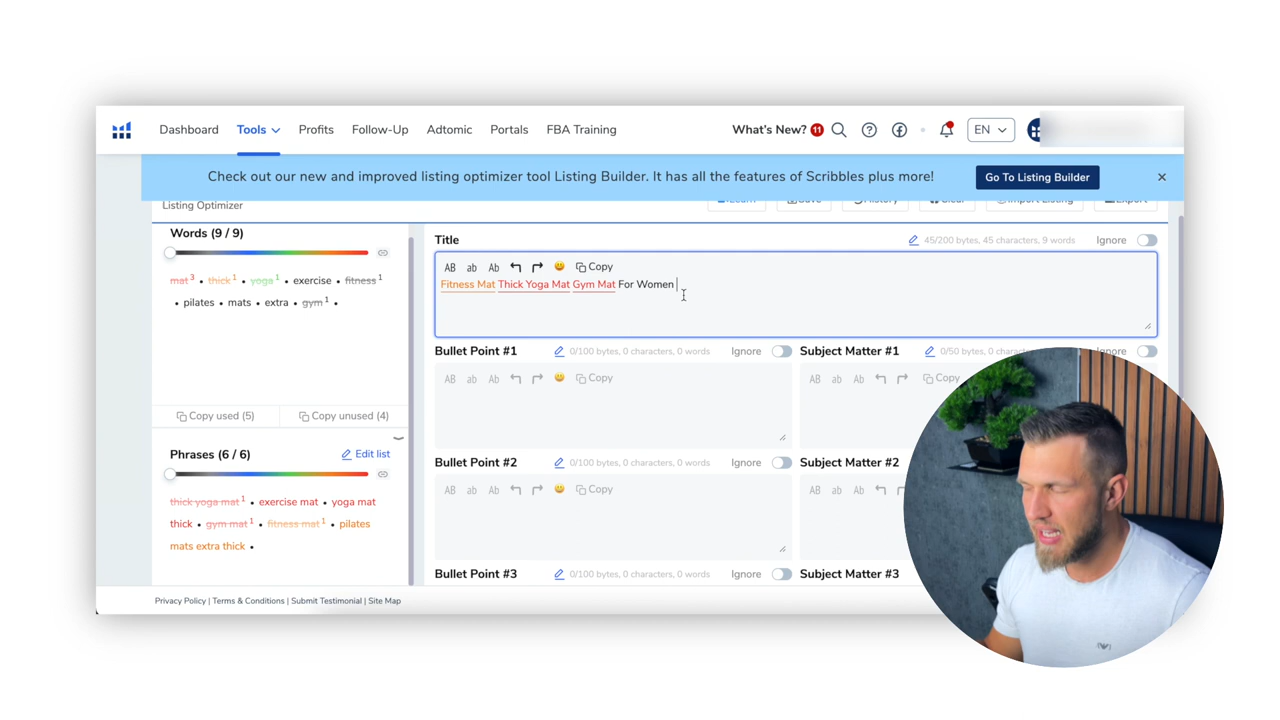 Dashboard Tools Profits Follow-Up Adtomic Portals FBA Training What's New? 11 EN
Check out our new and improved listing optimizer tool Listing Builder. It has all the features of Scribbles plus more! Go To Listing Builder
Listing Optimizer Learn Save History Clear Import Listing Export
Words (9 / 9)
mat 3 • thick 1 • yoga 1 • exercise • fitness 1
• pilates • mats • extra • gym 1 •
Copy used (5) Copy unused (4)
Phrases (6 / 6) Edit list
thick yoga mat 1 • exercise mat • yoga mat
thick • gym mat 1 • fitness mat 1 • pilates
mats extra thick •
Title 45/200 bytes, 45 characters, 9 words Ignore
AB ab Ab Copy
Fitness Mat Thick Yoga Mat Gym Mat For Women
Bullet Point #1 0/100 bytes, 0 characters, 0 words Ignore
AB ab Ab Copy
Subject Matter #1 0/50 bytes, 0 Ignore
AB ab Ab Copy
Bullet Point #2 0/100 bytes, 0 characters, 0 words Ignore
AB ab Ab Copy
Subject Matter #2
AB ab Ab
Bullet Point #3 0/100 bytes, 0 characters, 0 words Ignore
Subject Matter #3
Privacy Policy | Terms & Conditions | Submit Testimonial | Site Map